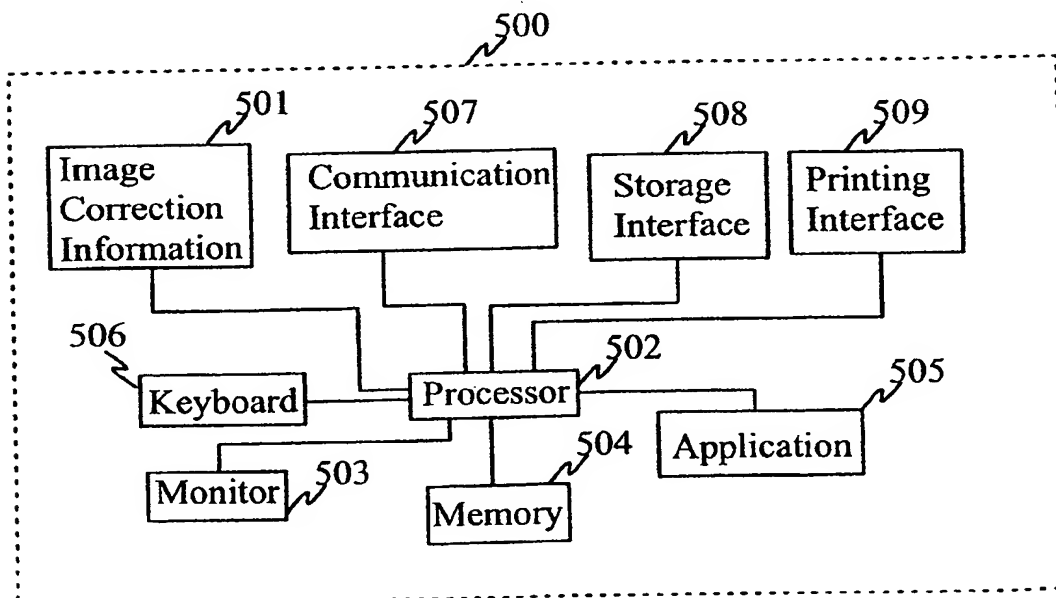 500
501
507
508
509
Image
Correction
Information
Communication
Interface
Storage
Interface
Printing
Interface
506
502
505
Keyboard
Processor
Application
503
504
Monitor
Memory